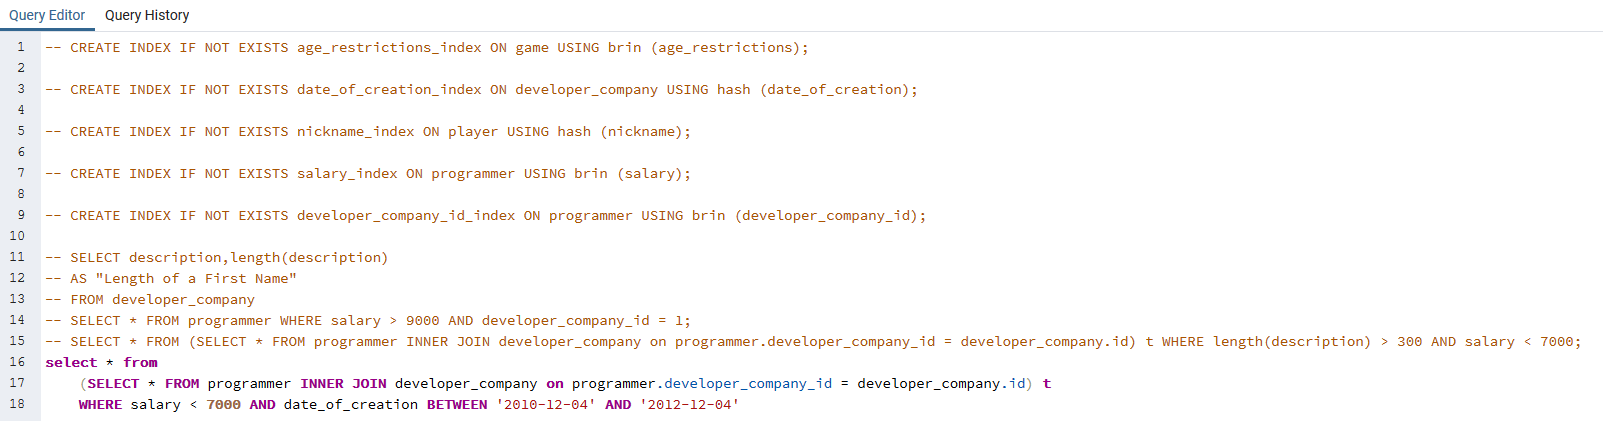 Query Editor Query History
1 -- CREATE INDEX IF NOT EXISTS age_restrictions_index ON game USING brin (age_restrictions);
2
3 -- CREATE INDEX IF NOT EXISTS date_of_creation_index ON developer_company USING hash (date_of_creation);
4
5 -- CREATE INDEX IF NOT EXISTS nickname_index ON player USING hash (nickname);
6
7 -- CREATE INDEX IF NOT EXISTS salary_index ON programmer USING brin (salary);
8
9 -- CREATE INDEX IF NOT EXISTS developer_company_id_index ON programmer USING brin (developer_company_id);
10
11 -- SELECT description,length(description)
12 -- AS "Length of a First Name"
13 -- FROM developer_company
14 -- SELECT * FROM programmer WHERE salary > 9000 AND developer_company_id = 1;
15 -- SELECT * FROM (SELECT * FROM programmer INNER JOIN developer_company on programmer.developer_company_id = developer_company.id) t WHERE length(description) > 300 AND salary < 7000;
16 select * from
17 (SELECT * FROM programmer INNER JOIN developer_company on programmer.developer_company_id = developer_company.id) t
18 WHERE salary < 7000 AND date_of_creation BETWEEN '2010-12-04' AND '2012-12-04'